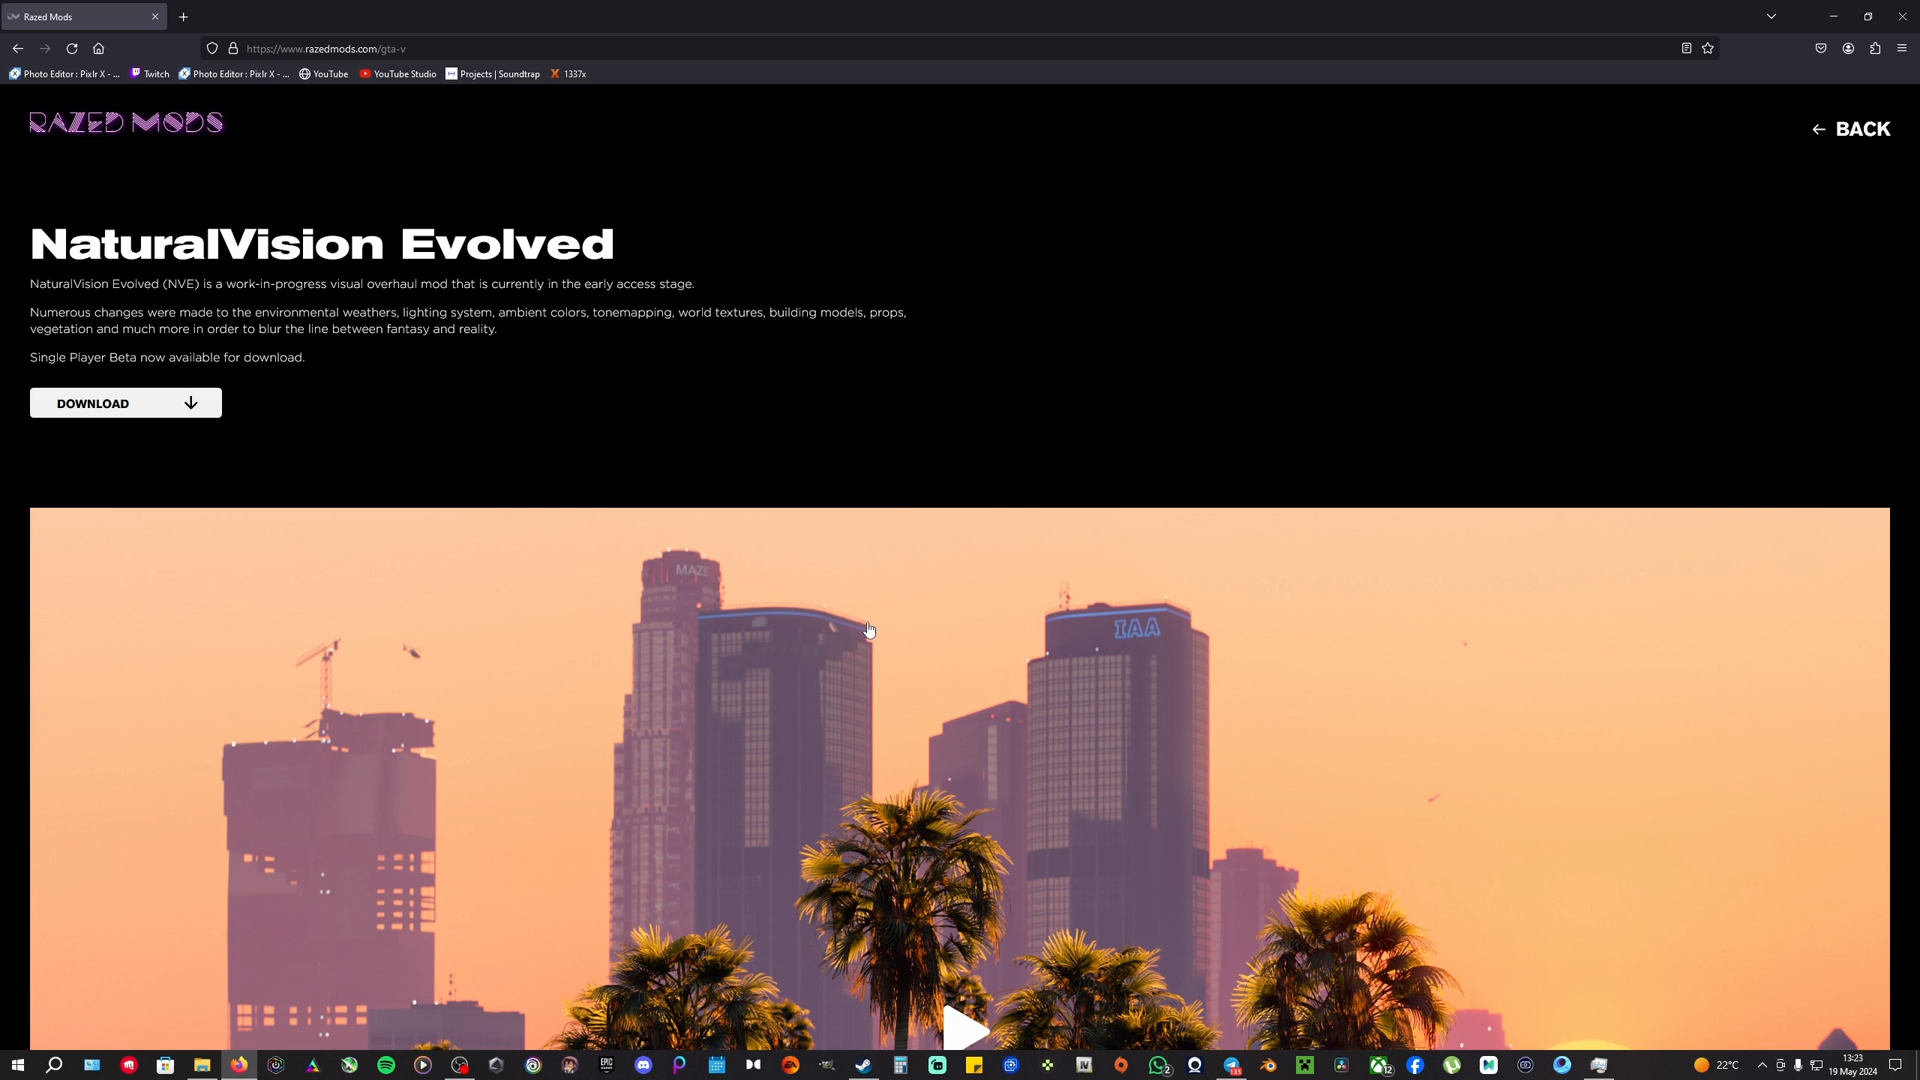 Razed Mods
https://www.razedmods.com/gta-v
Photo Editor : Pixlr X - ...
Twitch
Photo Editor : Pixlr X - ...
YouTube
YouTube Studio
Projects | Soundtrap
1337x
RAZED MODS
← BACK
NaturalVision Evolved
NaturalVision Evolved (NVE) is a work-in-progress visual overhaul mod that is currently in the early access stage.
Numerous changes were made to the environmental weathers, lighting system, ambient colors, tonemapping, world textures, building models, props,
vegetation and much more in order to blur the line between fantasy and reality.
Single Player Beta now available for download.
DOWNLOAD
MAZE
IAA
22°C
13:23
19 May 2024